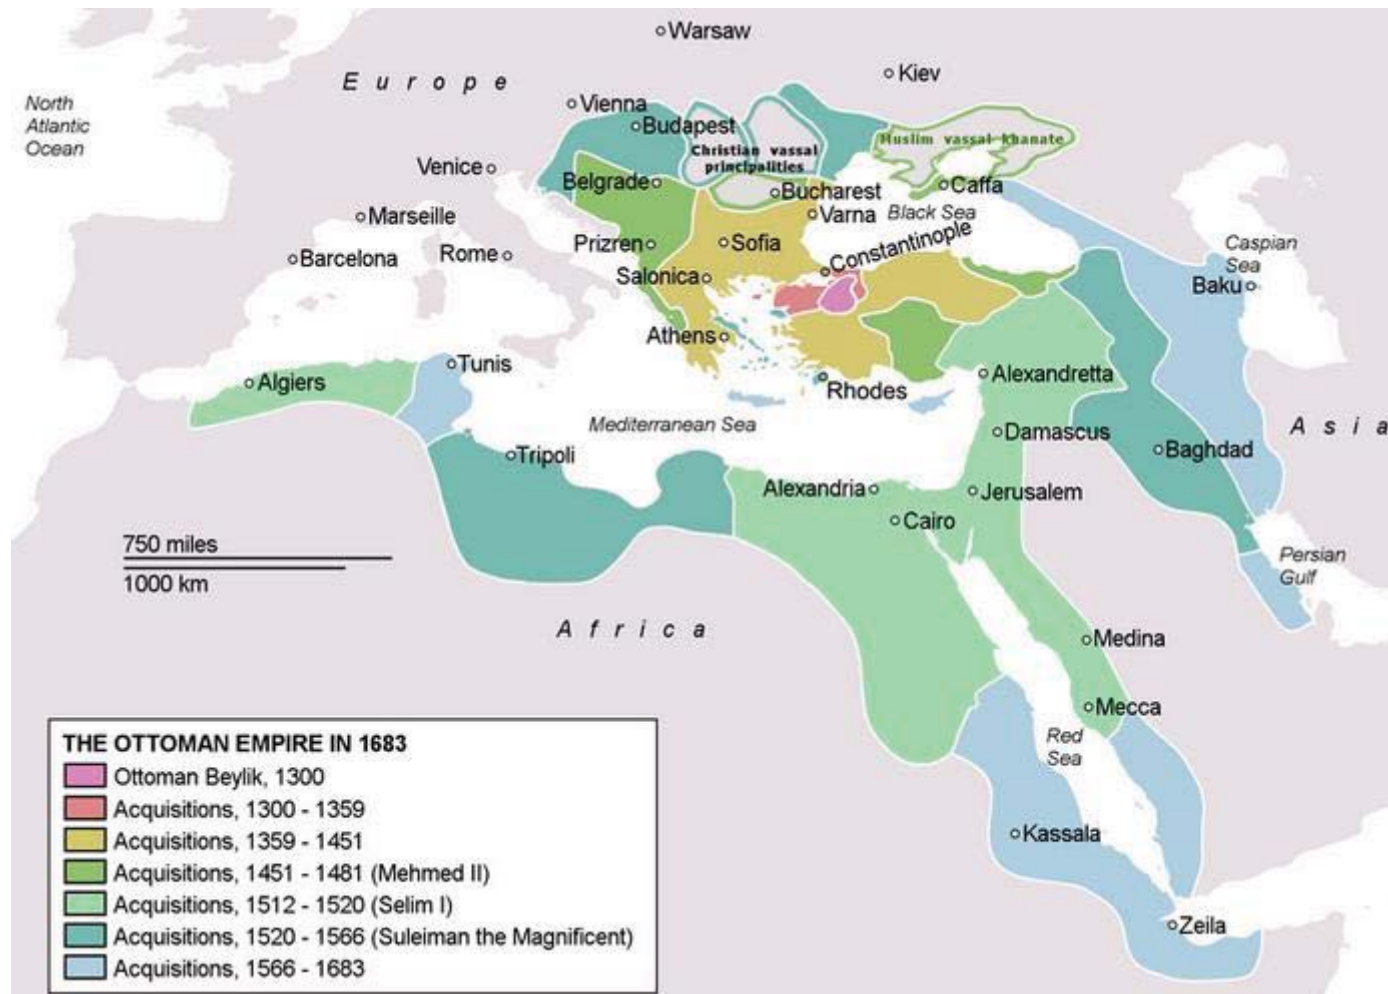 Warsaw
Kiev
E u r o p e
North
Atlantic
Ocean
Vienna
Budapest
Muslim vassal khanate
Christian vassal
principalities
Venice
Belgrade
Bucharest
Caffa
Marseille
Varna
Black Sea
Barcelona
Rome
Prizren
Sofia
Constantinople
Caspian
Sea
Salonica
Baku
Athens
Tunis
Algiers
Rhodes
Alexandretta
Mediterranean Sea
Damascus
A s i a
Tripoli
Baghdad
Alexandria
Jerusalem
Cairo
750 miles
1000 km
Persian
Gulf
A f r i c a
Medina
Mecca
Red
Sea
Kassala
Zeila
THE OTTOMAN EMPIRE IN 1683
Ottoman Beylik, 1300
Acquisitions, 1300 - 1359
Acquisitions, 1359 - 1451
Acquisitions, 1451 - 1481 (Mehmed II)
Acquisitions, 1512 - 1520 (Selim I)
Acquisitions, 1520 - 1566 (Suleiman the Magnificent)
Acquisitions, 1566 - 1683